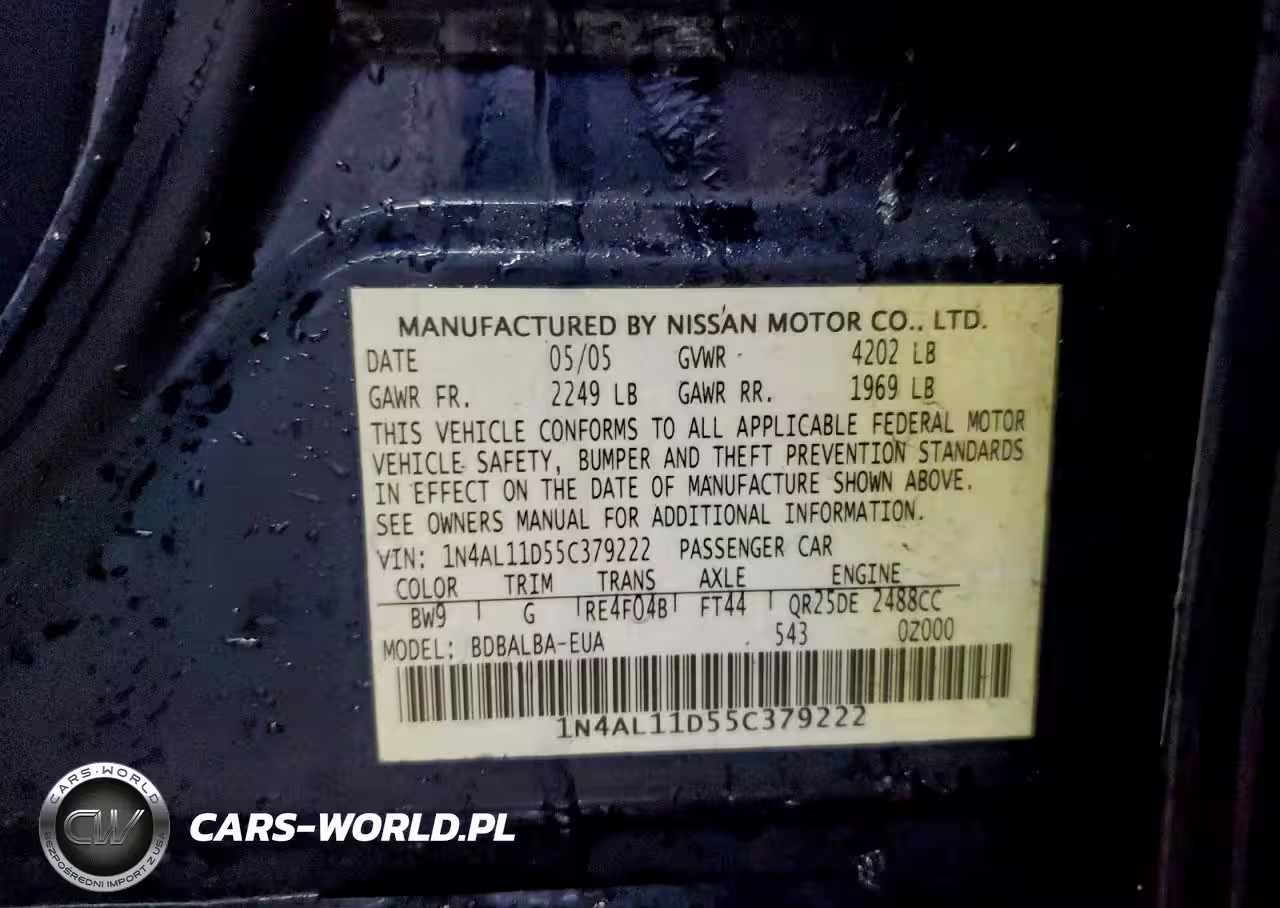 MANUFACTURED BY NISSAN MOTOR CO., LTD.
DATE 05/05 GVWR 4202 LB
GAWR FR. 2249 LB GAWR RR. 1969 LB
THIS VEHICLE CONFORMS TO ALL APPLICABLE FEDERAL MOTOR
VEHICLE SAFETY, BUMPER AND THEFT PREVENTION STANDARDS
IN EFFECT ON THE DATE OF MANUFACTURE SHOWN ABOVE.
SEE OWNERS MANUAL FOR ADDITIONAL INFORMATION.
VIN: 1N4AL11D55C379222 PASSENGER CAR
COLOR TRIM TRANS AXLE ENGINE
BW9 G RE4F04B FT44 QR25DE 2488CC
MODEL: BDBALBA-EUA 543 0Z000
1N4AL11D55C379222
CARS-WORLD
CW
BEZPOŚREDNI IMPORT Z USA
CARS-WORLD.PL